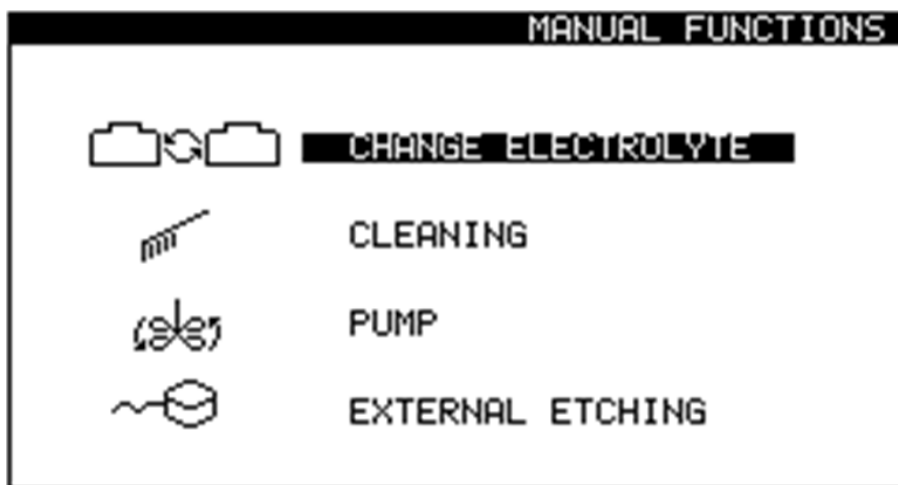 MANUAL FUNCTIONS
CHANGE ELECTROLYTE
CLEANING
PUMP
EXTERNAL ETCHING